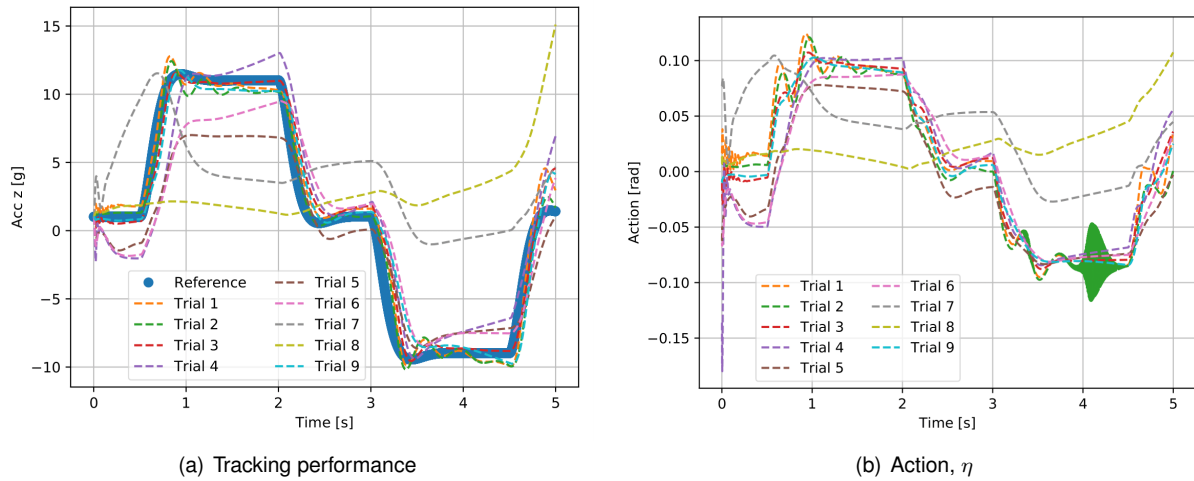 15
10
5
0
−5
−10
Acc z [g]
0 1 2 3 4 5
Time [s]
Reference
Trial 1
Trial 2
Trial 3
Trial 4
Trial 5
Trial 6
Trial 7
Trial 8
Trial 9
(a) Tracking performance
0.10
0.05
0.00
−0.05
−0.10
−0.15
Action [rad]
0 1 2 3 4 5
Time [s]
Trial 1
Trial 2
Trial 3
Trial 4
Trial 5
Trial 6
Trial 7
Trial 8
Trial 9
(b) Action, η